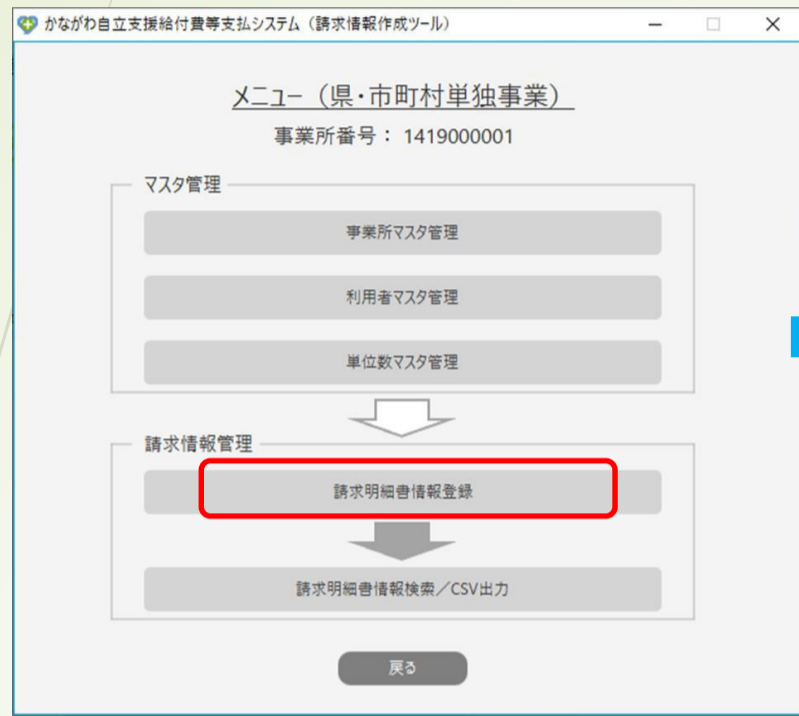 かながわ自立支援給付費等支払システム（請求情報作成ツール）
メニュー（県・市町村単独事業）
事業所番号： 1419000001
マスタ管理
事業所マスタ管理
利用者マスタ管理
単位数マスタ管理
請求情報管理
請求明細書情報登録
請求明細書情報検索／CSV出力
戻る